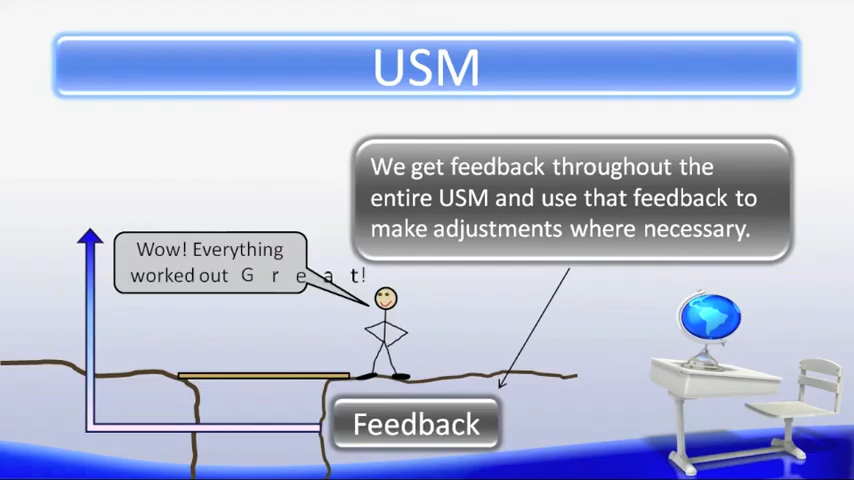 USM
We get feedback throughout the
entire USM and use that feedback to
make adjustments where necessary.
Wow! Everything
worked out G r e a t!
Feedback